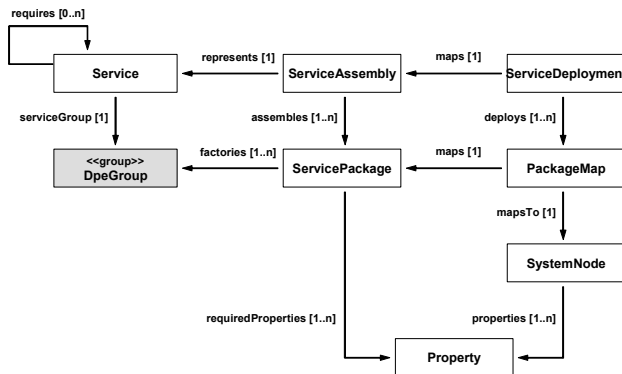 requires [0..n]
represents [1]
maps [1]
Service
ServiceAssembly
ServiceDeployment
serviceGroup [1]
assembles [1..n]
deploys [1..n]
<<group>>
DpeGroup
factories [1..n]
ServicePackage
maps [1]
PackageMap
mapsTo [1]
SystemNode
requiredProperties [1..n]
properties [1..n]
Property